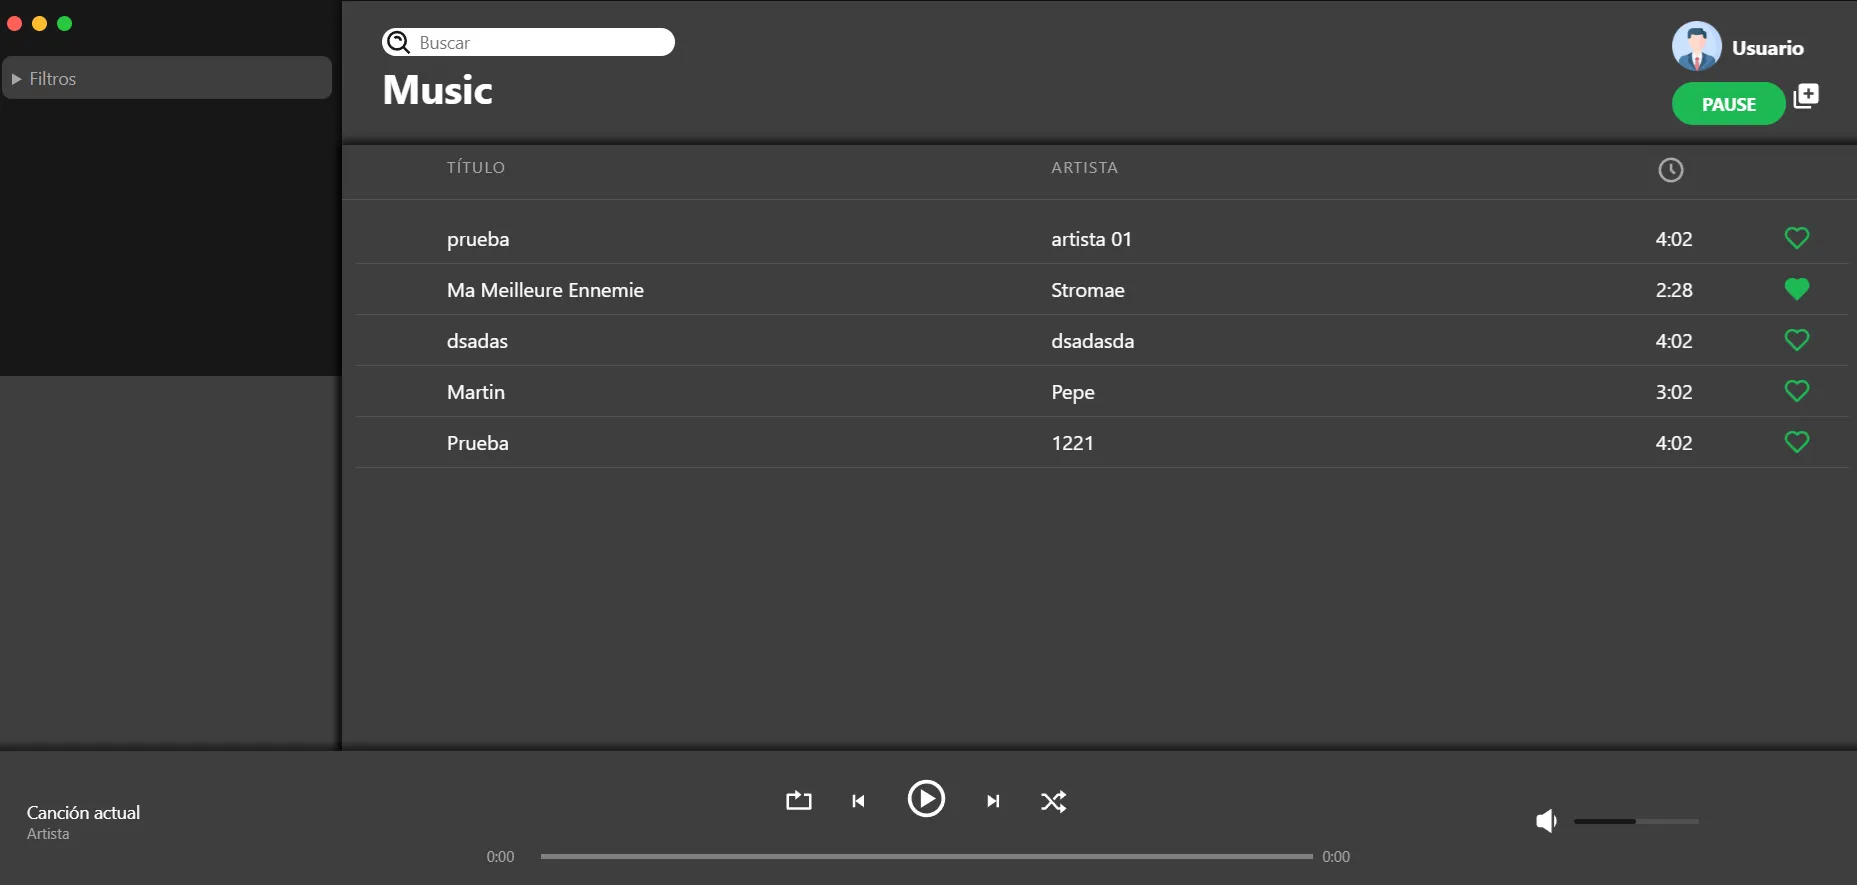 Filtros
Buscar
Music
Usuario
PAUSE
TÍTULO ARTISTA
prueba artista 01 4:02
Ma Meilleure Ennemie Stromae 2:28
dsadas dsadasda 4:02
Martin Pepe 3:02
Prueba 1221 4:02
Canción actual
Artista
0:00 0:00